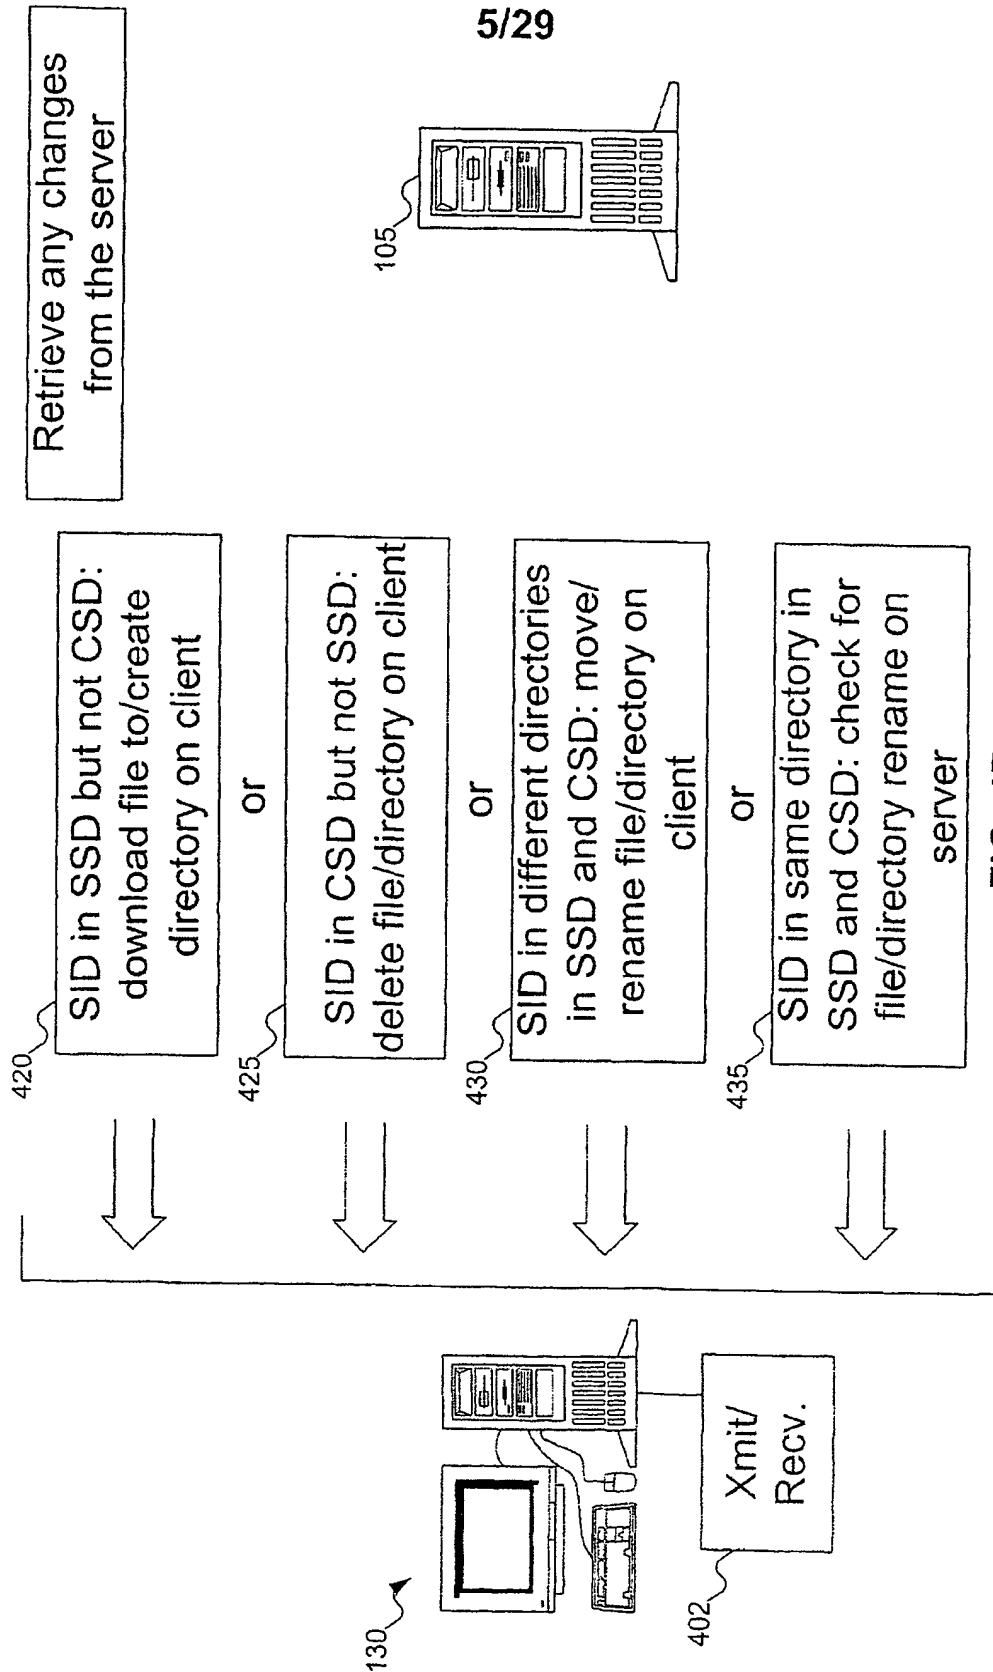 5/29
Retrieve any changes
from the server
105
420
SID in SSD but not CSD:
download file to/create
directory on client
or
425
SID in CSD but not SSD:
delete file/directory on client
or
430
SID in different directories
in SSD and CSD: move/
rename file/directory on
client
or
435
SID in same directory in
SSD and CSD: check for
file/directory rename on
server
130
Xmit/
Recv.
402